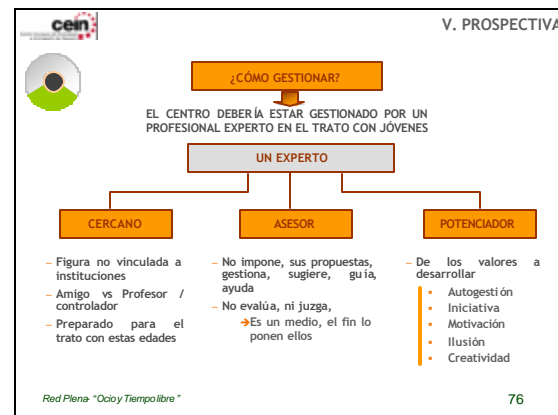 cein
V. PROSPECTIVA
¿CÓMO GESTIONAR?
EL CENTRO DEBERÍA ESTAR GESTIONADO POR UN
PROFESIONAL EXPERTO EN EL TRATO CON JÓVENES
UN EXPERTO
CERCANO
– Figura no vinculada a
instituciones
– Amigo vs Profesor /
controlador
– Preparado para el
trato con estas edades
ASESOR
– No impone, sus propuestas,
gestiona, sugiere, guía,
ayuda
– No evalúa, ni juzga,
➔Es un medio, el fin lo
ponen ellos
POTENCIADOR
– De los valores a
desarrollar
▪ Autogestión
▪ Iniciativa
▪ Motivación
▪ Ilusión
▪ Creatividad
Red Plena- "Ocio y Tiempo libre"
76